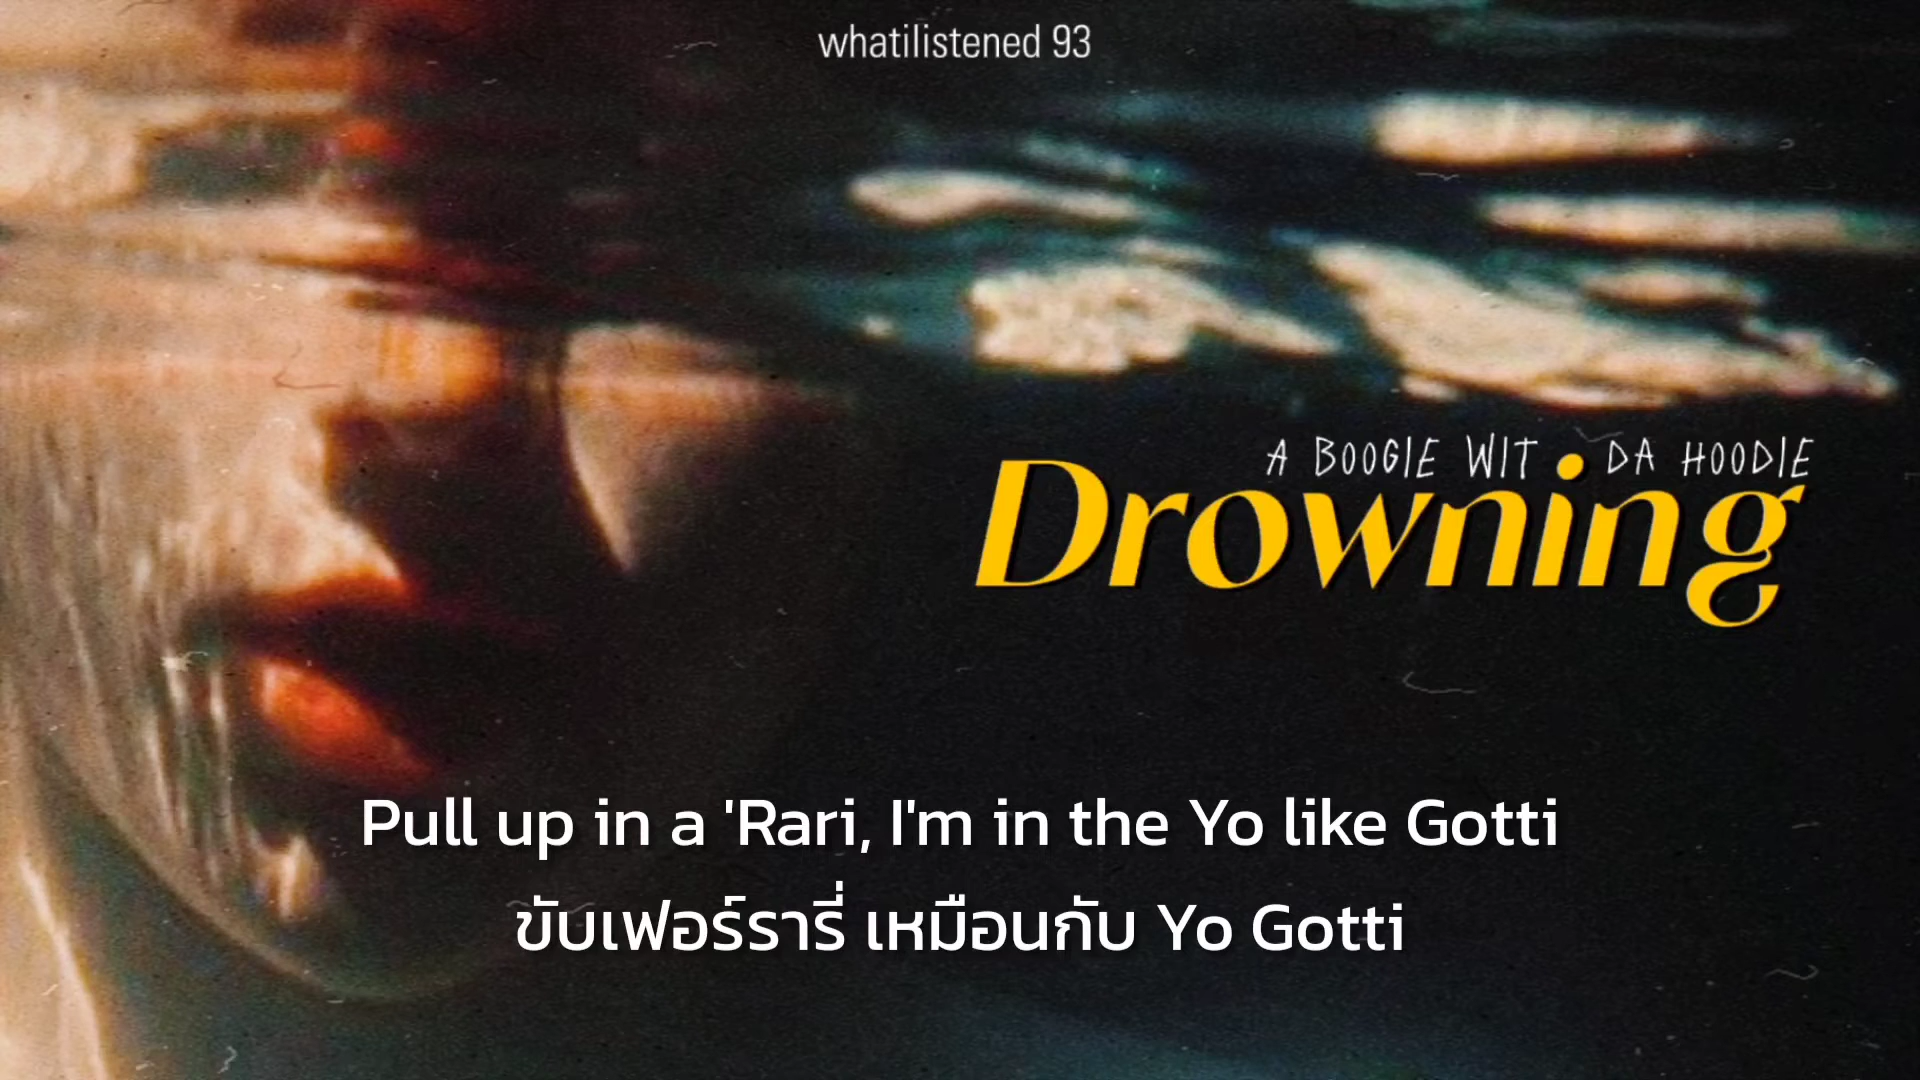 whatilistened 93
A BOOGIE WIT DA HOODIE
Drowning
Pull up in a 'Rari, I'm in the Yo like Gotti
ขับเฟอร์รารี่ เหมือนกับ Yo Gotti